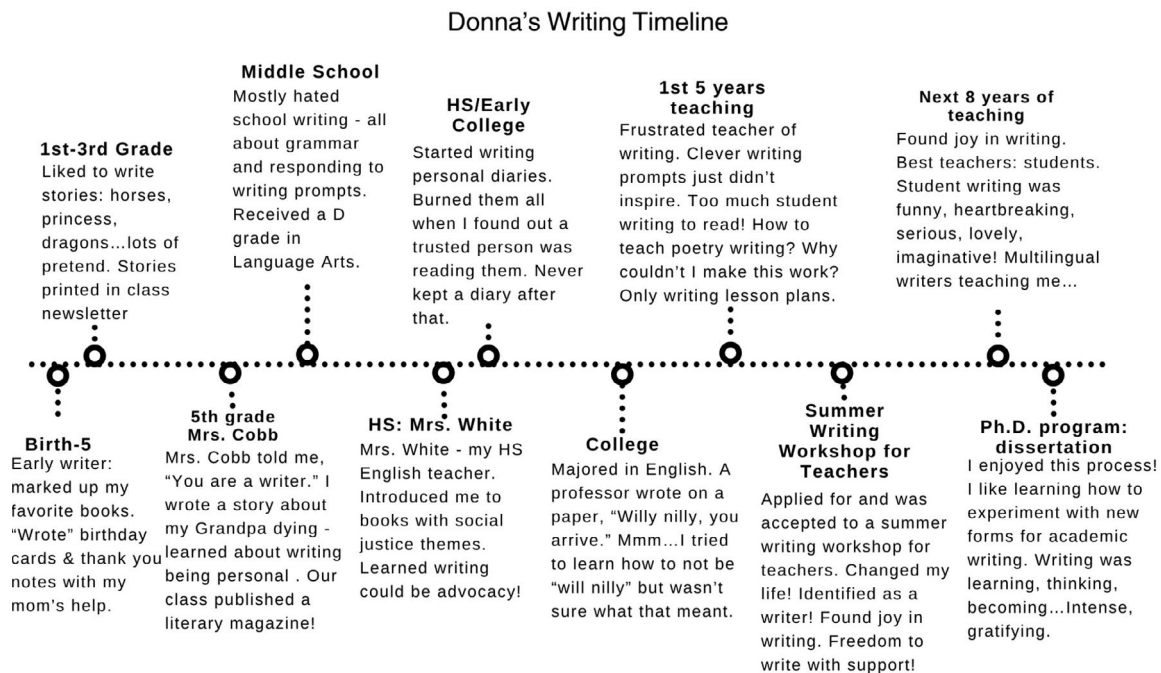 Donna's Writing Timeline
Birth-5
Early writer:
marked up my
favorite books.
“Wrote” birthday
cards & thank you
notes with my
mom's help.
1st-3rd Grade
Liked to write
stories: horses,
princess,
dragons...lots of
pretend. Stories
printed in class
newsletter
5th grade
Mrs. Cobb
Mrs. Cobb told me,
“You are a writer.” I
wrote a story about
my Grandpa dying -
learned about writing
being personal . Our
class published a
literary magazine!
Middle School
Mostly hated
school writing - all
about grammar
and responding to
writing prompts.
Received a D
grade in
Language Arts.
HS: Mrs. White
Mrs. White - my HS
English teacher.
Introduced me to
books with social
justice themes.
Learned writing
could be advocacy!
HS/Early
College
Started writing
personal diaries.
Burned them all
when I found out a
trusted person was
reading them. Never
kept a diary after
that.
College
Majored in English. A
professor wrote on a
paper, “Willy nilly, you
arrive.” Mmm...I tried
to learn how to not be
“will nilly” but wasn't
sure what that meant.
1st 5 years
teaching
Frustrated teacher of
writing. Clever writing
prompts just didn't
inspire. Too much student
writing to read! How to
teach poetry writing? Why
couldn't I make this work?
Only writing lesson plans.
Summer
Writing
Workshop for
Teachers
Applied for and was
accepted to a summer
writing workshop for
teachers. Changed my
life! Identified as a
writer! Found joy in
writing. Freedom to
write with support!
Next 8 years of
teaching
Found joy in writing.
Best teachers: students.
Student writing was
funny, heartbreaking,
serious, lovely,
imaginative! Multilingual
writers teaching me...
Ph.D. program:
dissertation
I enjoyed this process!
I like learning how to
experiment with new
forms for academic
writing. Writing was
learning, thinking,
becoming...Intense,
gratifying.